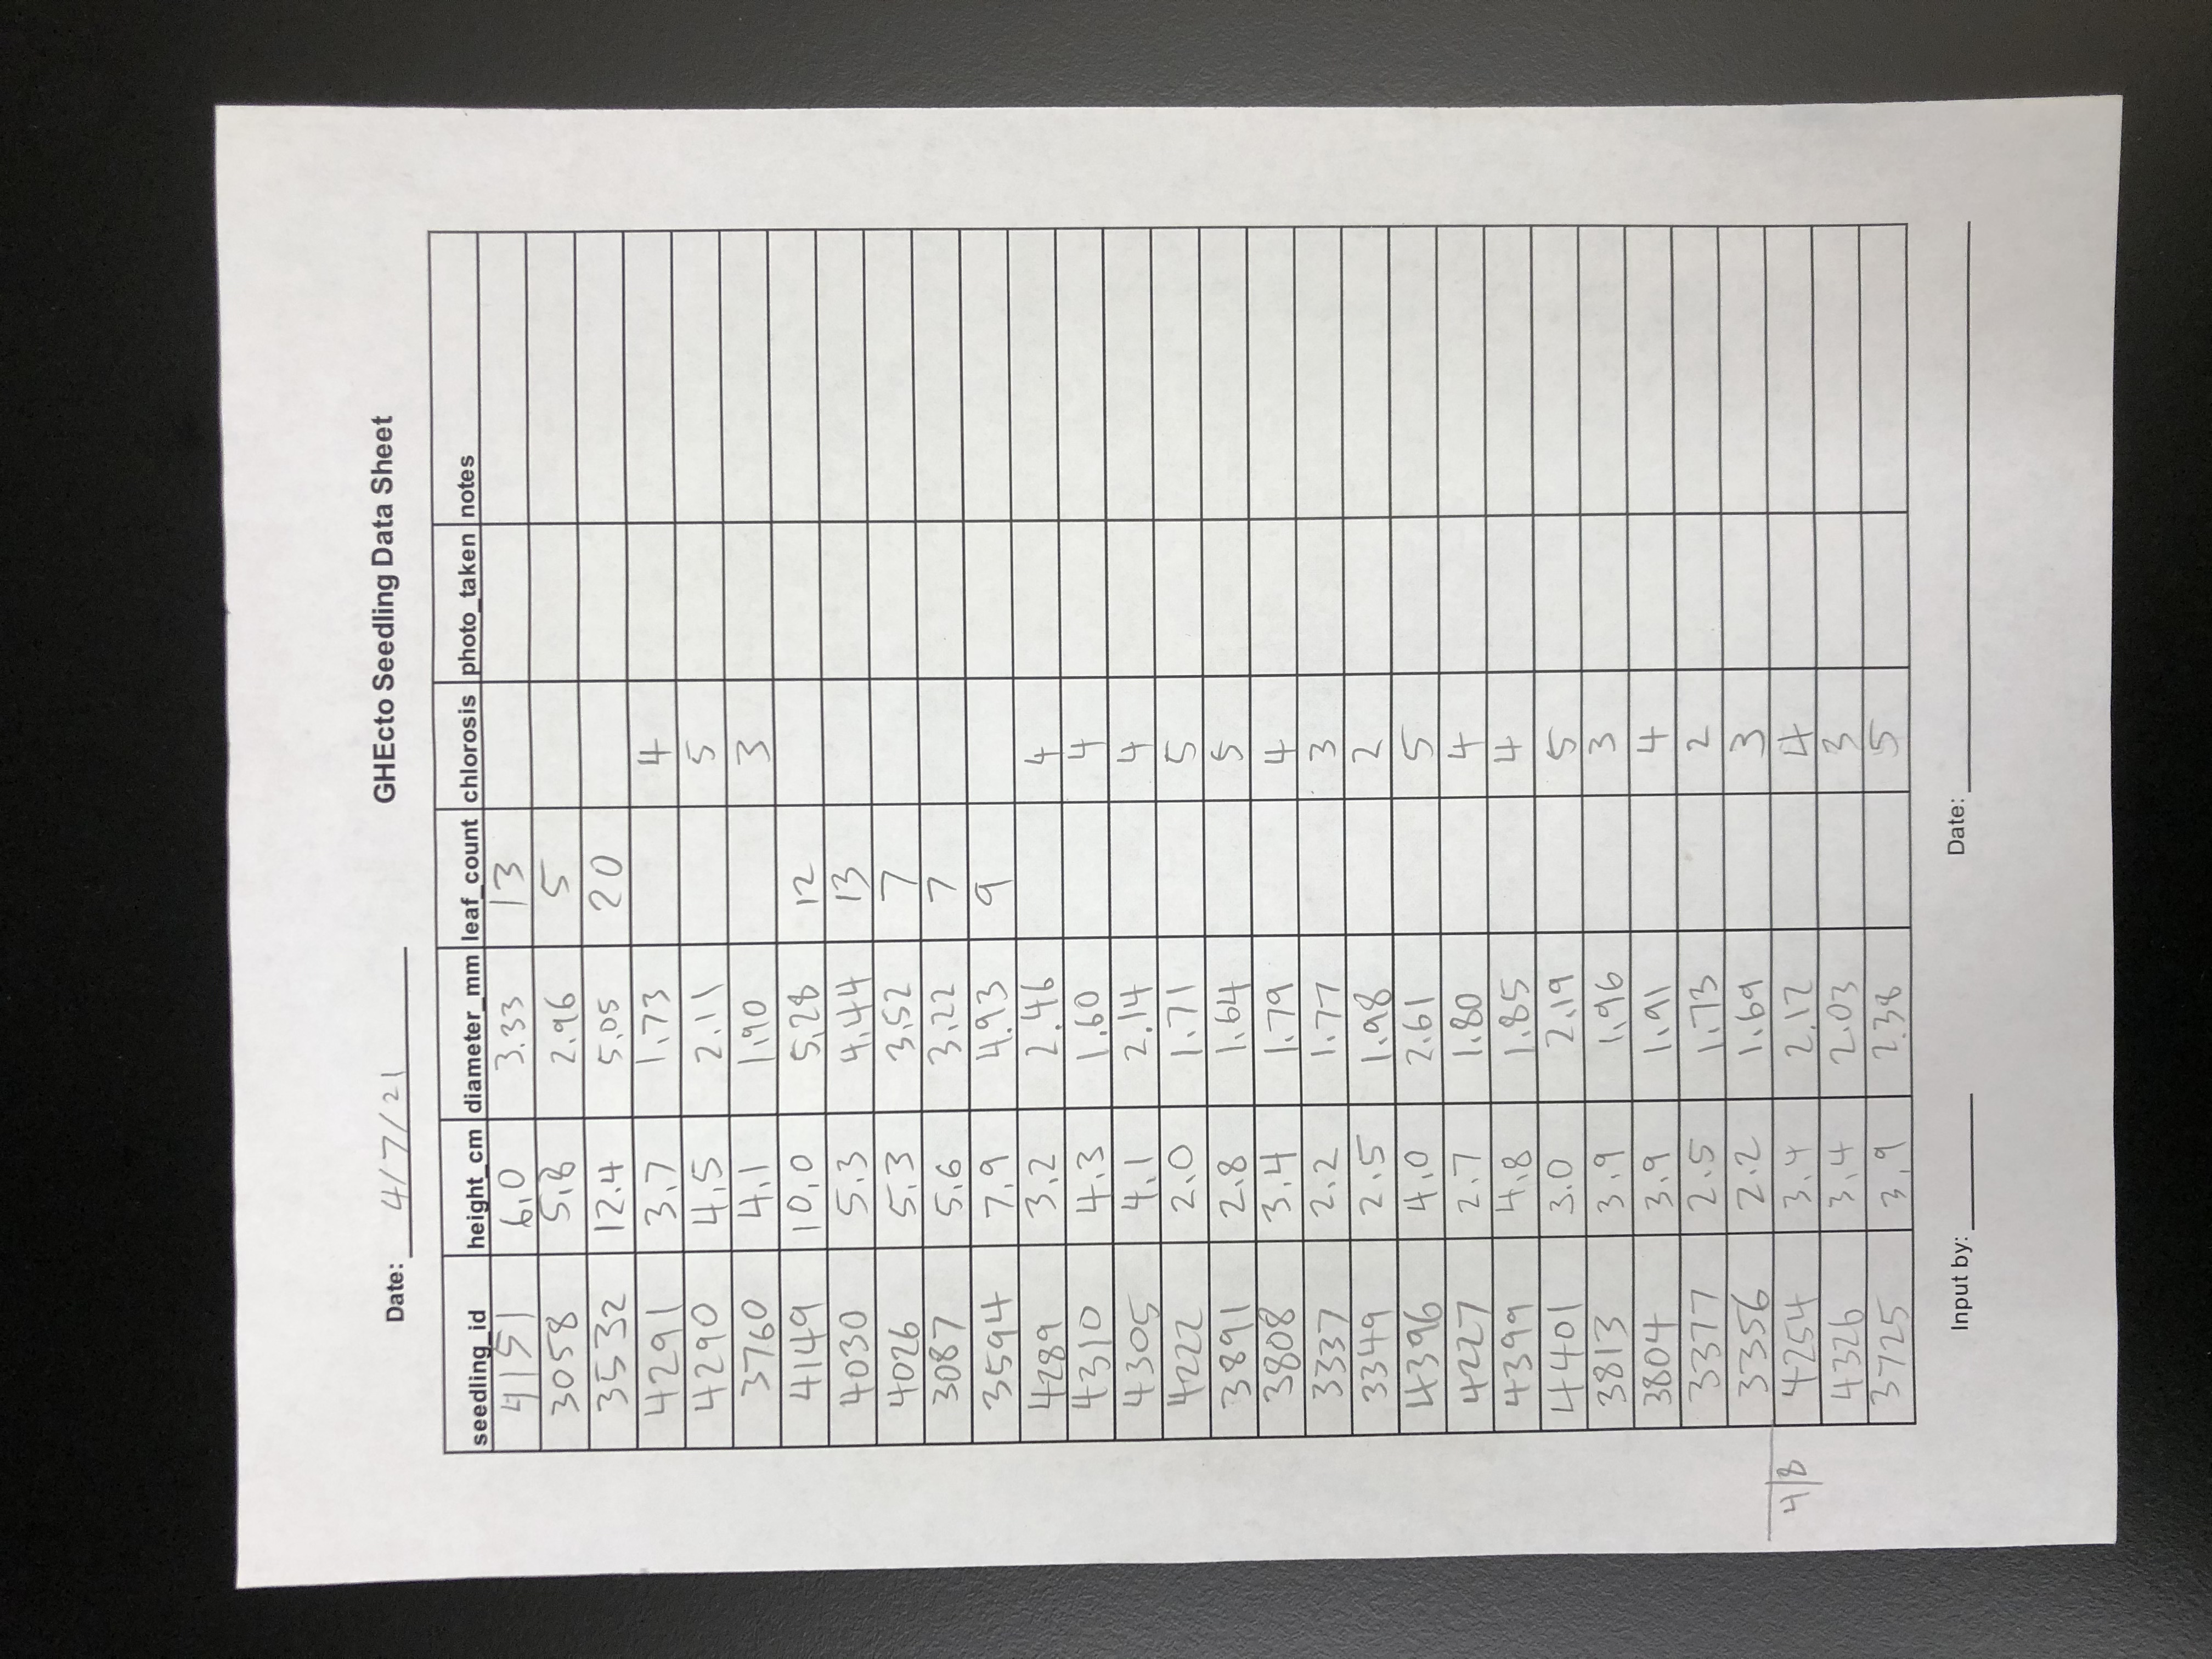 GHEcto Seedling Data Sheet
Date: 4/7/21
seedling_id height_cm diameter_mm leaf_count chlorosis photo_taken notes
4151 6.0 3.33 13
3058 5.8 2.96 5
3532 12.4 5.05 20
4291 3.7 1.73 4
4290 4.5 2.11 5
3760 4.1 1.90 3
4149 10.0 5.28 12
4030 5.3 4.44 13
4026 5.3 3.52 7
3087 5.6 3.22 7
3594 7.9 4.93 9
4289 3.2 2.46 4
4310 4.3 1.60 4
4305 4.1 2.14 4
4222 2.0 1.71 5
3891 2.8 1.64 5
3808 3.4 1.79 4
3337 2.2 1.77 3
3349 2.5 1.98 2
4396 4.0 2.61 5
4227 2.7 1.80 4
4399 4.8 1.85 4
4401 3.0 2.19 5
3813 3.9 1.96 3
3804 3.9 1.91 4
3377 2.5 1.73 2
3356 2.2 1.69 3
4/8 4254 3.4 2.12 4
4326 3.4 2.03 3
3725 3.9 2.38 5
Input by: Date: